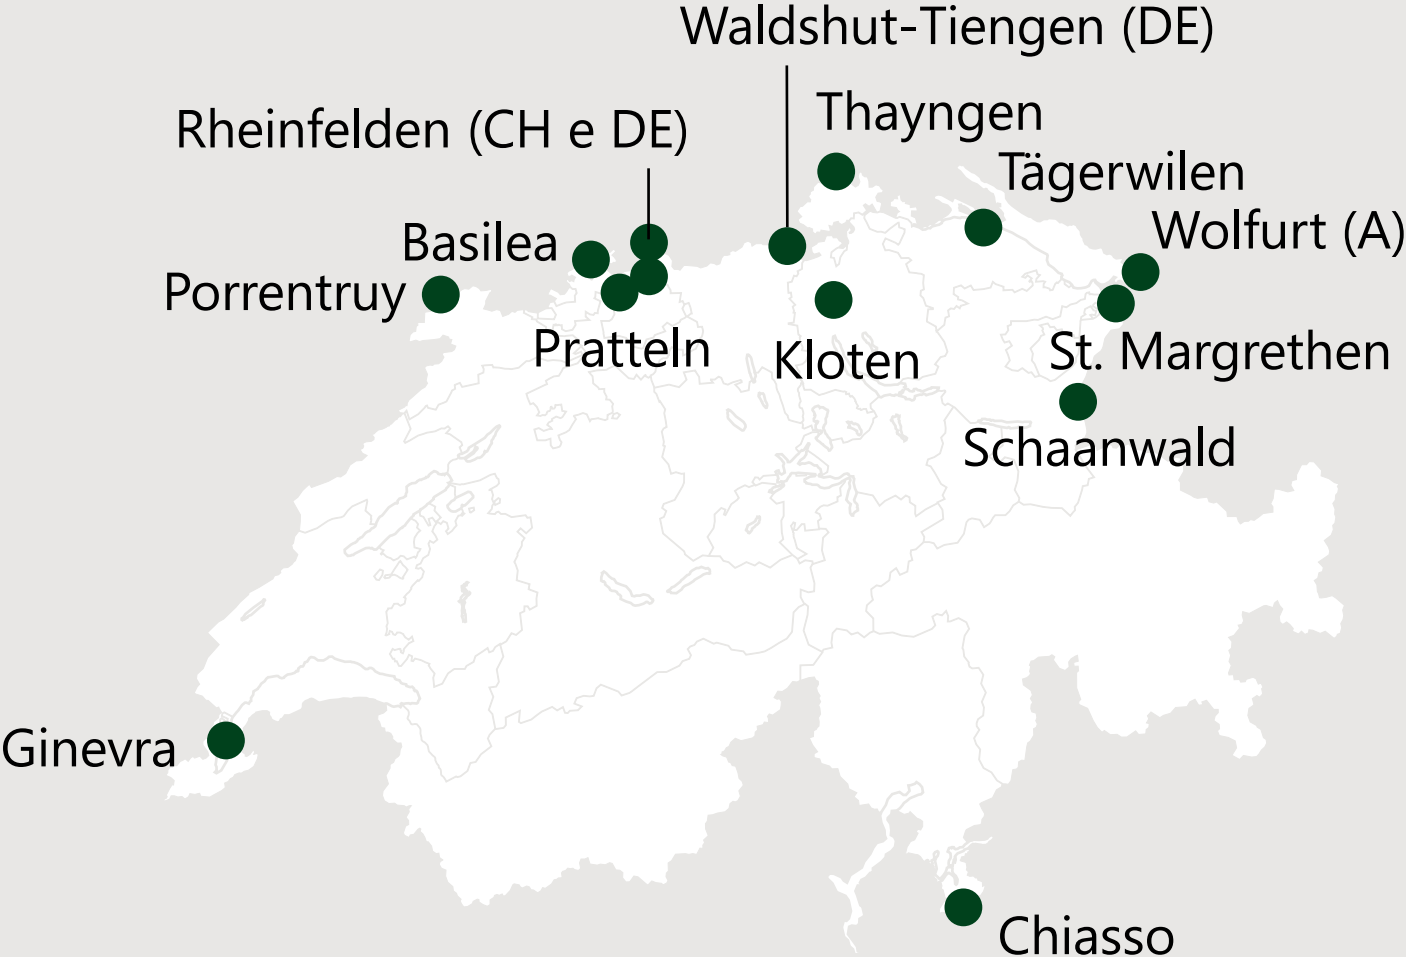 Waldshut-Tiengen (DE)
Thayngen
Rheinfelden (CH e DE)
Tägerwilen
Wolfurt (A)
Basilea
Porrentruy
Pratteln
Kloten
St. Margrethen
Schaanwald
Ginevra
Chiasso